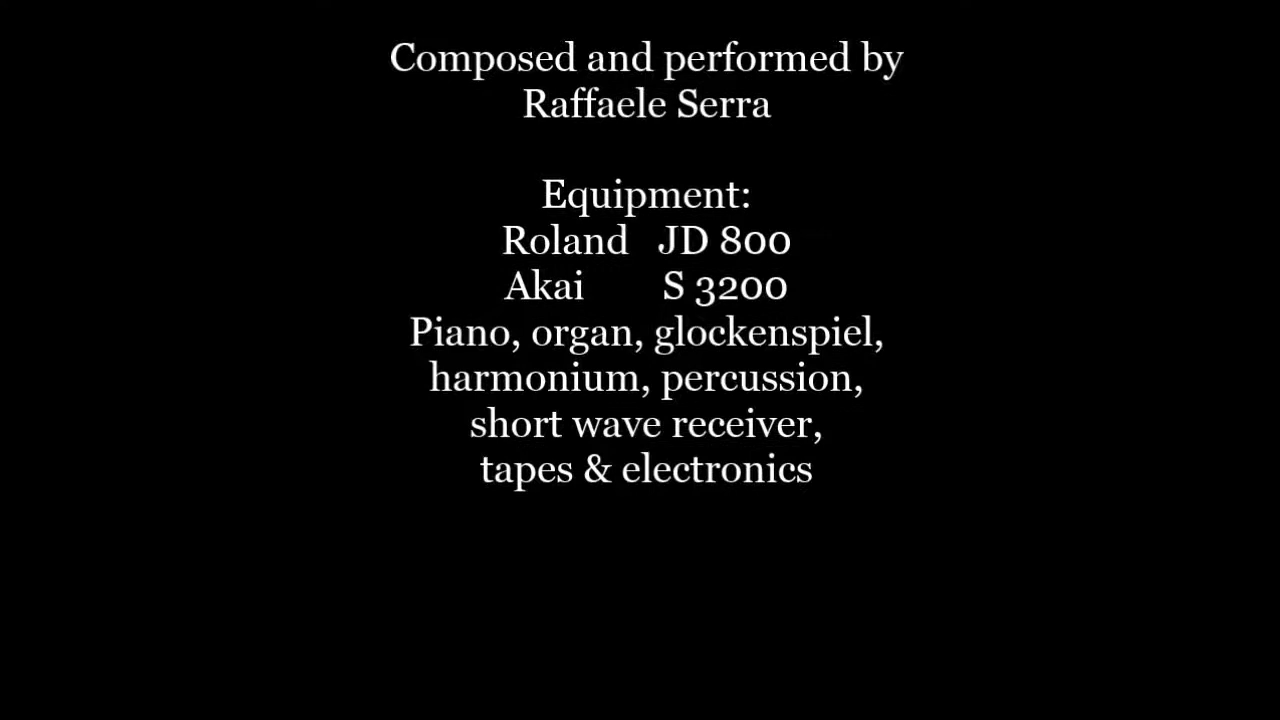 Composed and performed by
Raffaele Serra
Equipment:
Roland JD 800
Akai S 3200
Piano, organ, glockenspiel,
harmonium, percussion,
short wave receiver,
tapes & electronics